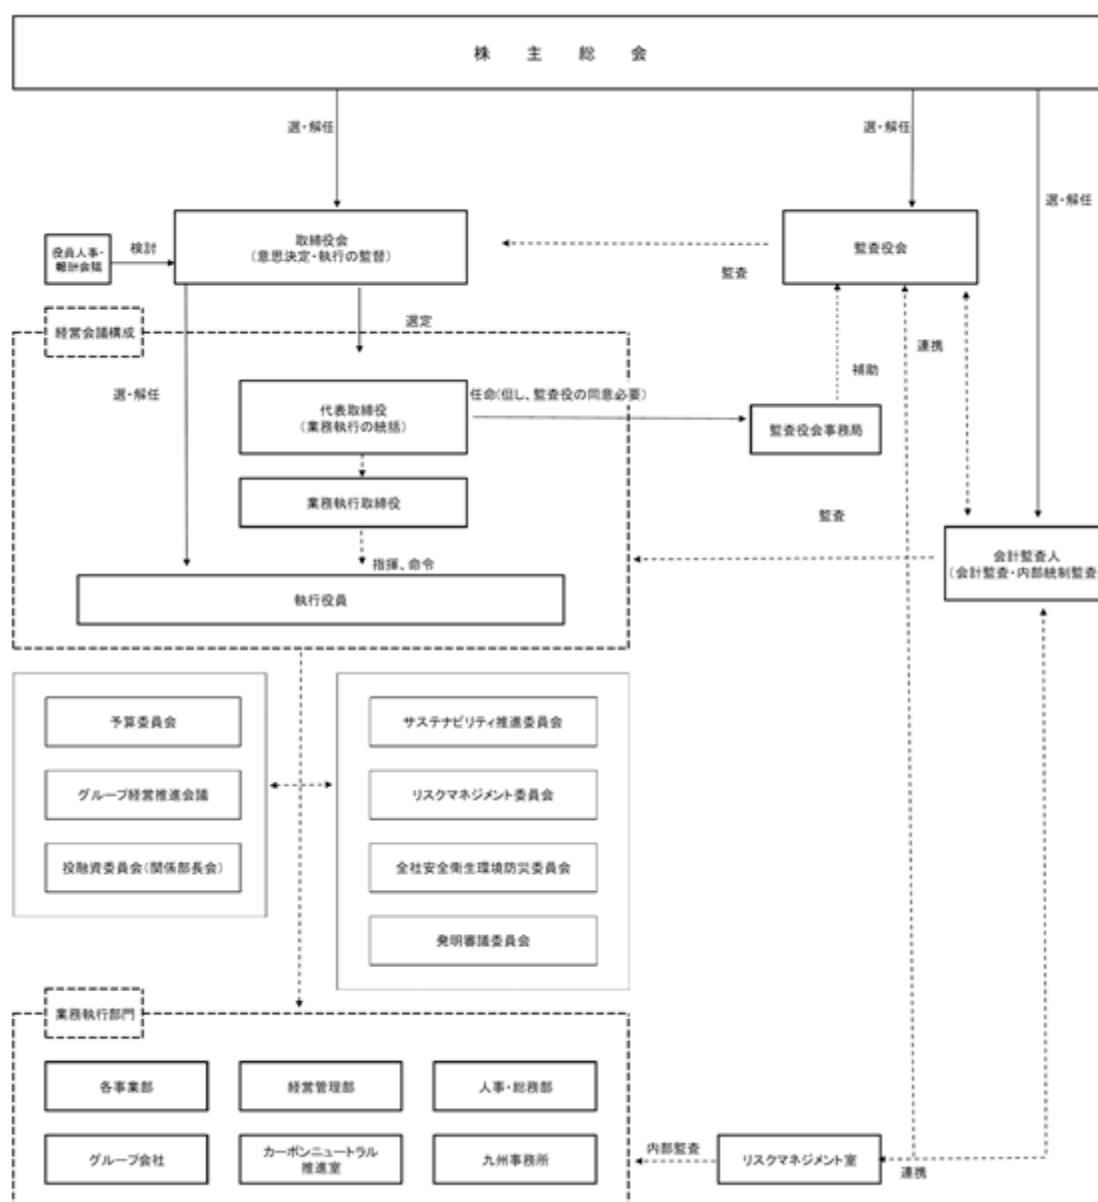 株主総会
選・解任
選・解任
選・解任
取締役会
(意思決定・執行の監督)
監査役会
役員人事・
報酬会議
検討
監査
選定
経営会議構成
連携
補助
選・解任
代表取締役
(業務執行の統括)
任命(但し、監査役の同意必要)
監査役会事務局
業務執行取締役
監査
指揮、命令
会計監査人
(会計監査・内部統制監査
執行役員
予算委員会
グループ経営推進会議
投融資委員会(関係部長会)
サステナビリティ推進委員会
リスクマネジメント委員会
全社安全衛生環境防災委員会
発明審議委員会
業務執行部門
各事業部
経営管理部
人事・総務部
グループ会社
カーボンニュートラル
推進室
九州事務所
内部監査
リスクマネジメント室
連携